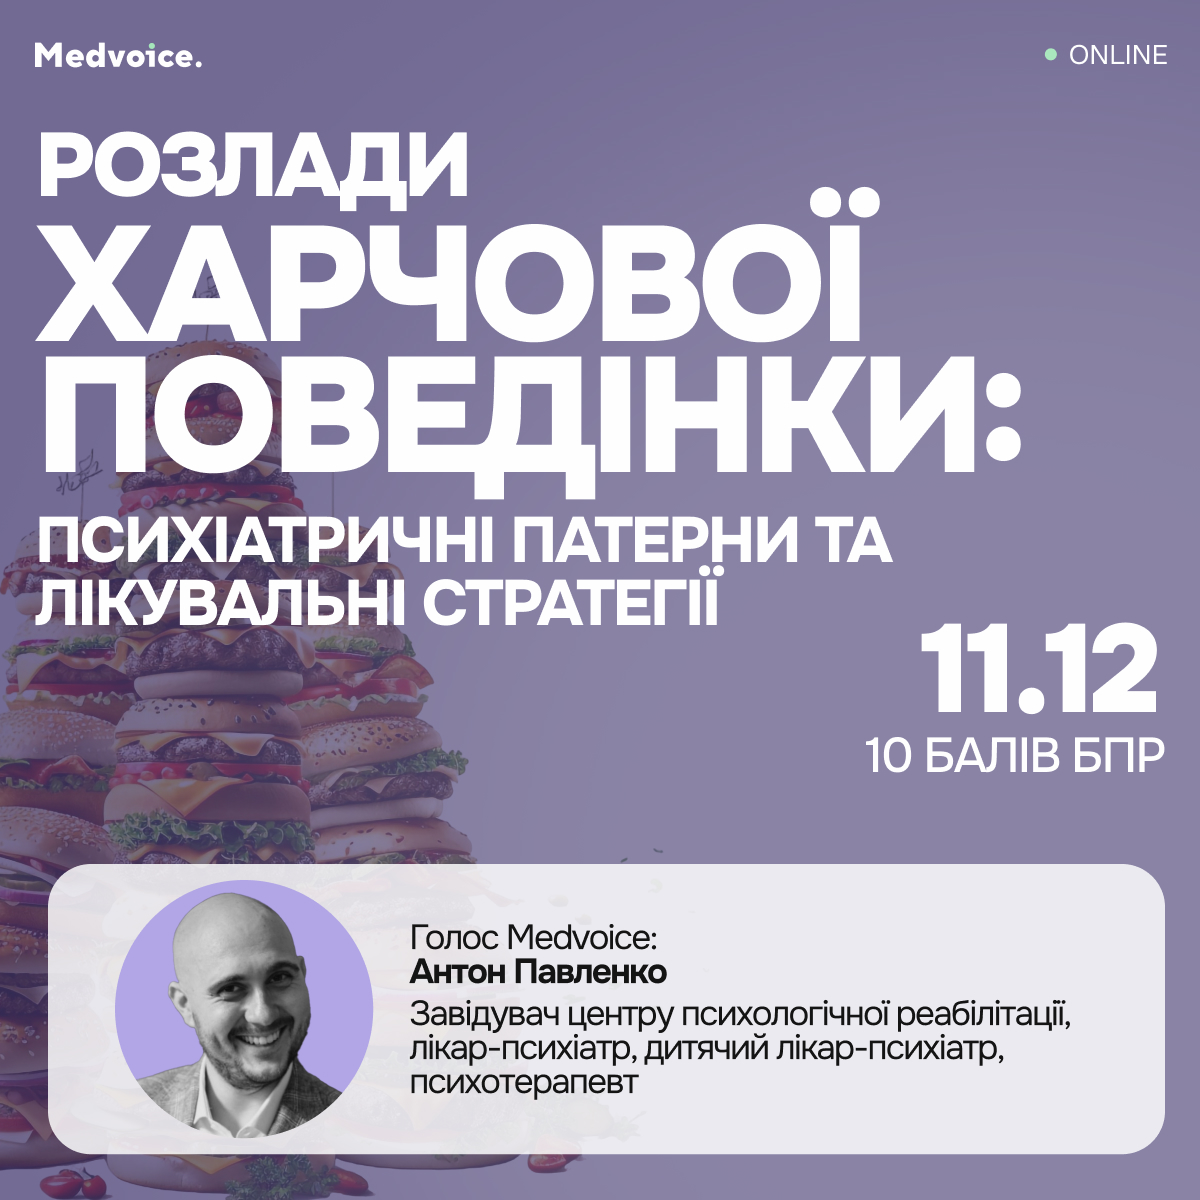 Medvoice.
ONLINE
РОЗЛАДИ
ХАРЧОВОЇ
ПОВЕДІНКИ:
ПСИХІАТРИЧНІ ПАТЕРНИ ТА
ЛІКУВАЛЬНІ СТРАТЕГІЇ
11.12
10 БАЛІВ БПР
Голос Medvoice:
Антон Павленко
Завідувач центру психологічної реабілітації,
лікар-психіатр, дитячий лікар-психіатр,
психотерапевт